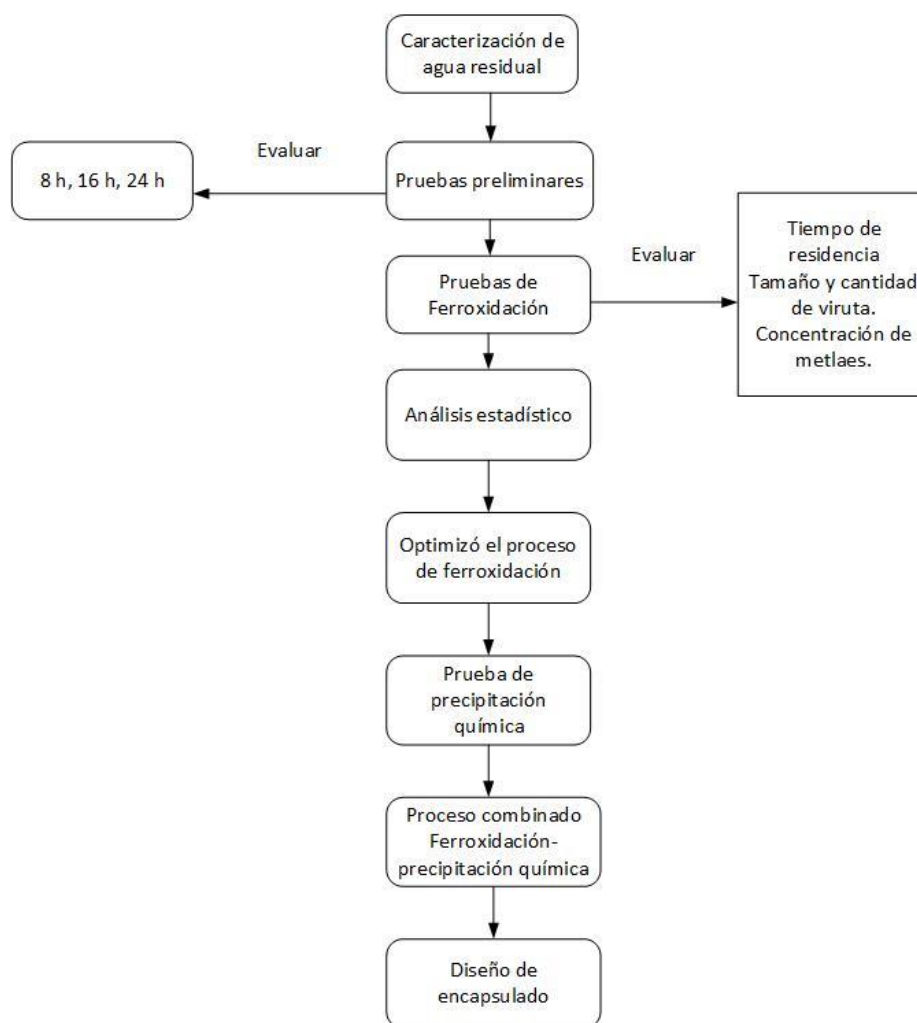 Caracterización de
agua residual
Evaluar
8 h, 16 h, 24 h
Pruebas preliminares
Pruebas de
Ferroxidación
Evaluar
Tiempo de
residencia
Tamaño y cantidad
de viruta.
Concentración de
metlaes.
Análisis estadístico
Optimizó el proceso
de ferroxidación
Prueba de
precipitación
química
Proceso combinado
Ferroxidación-
precipitación química
Diseño de
encapsulado